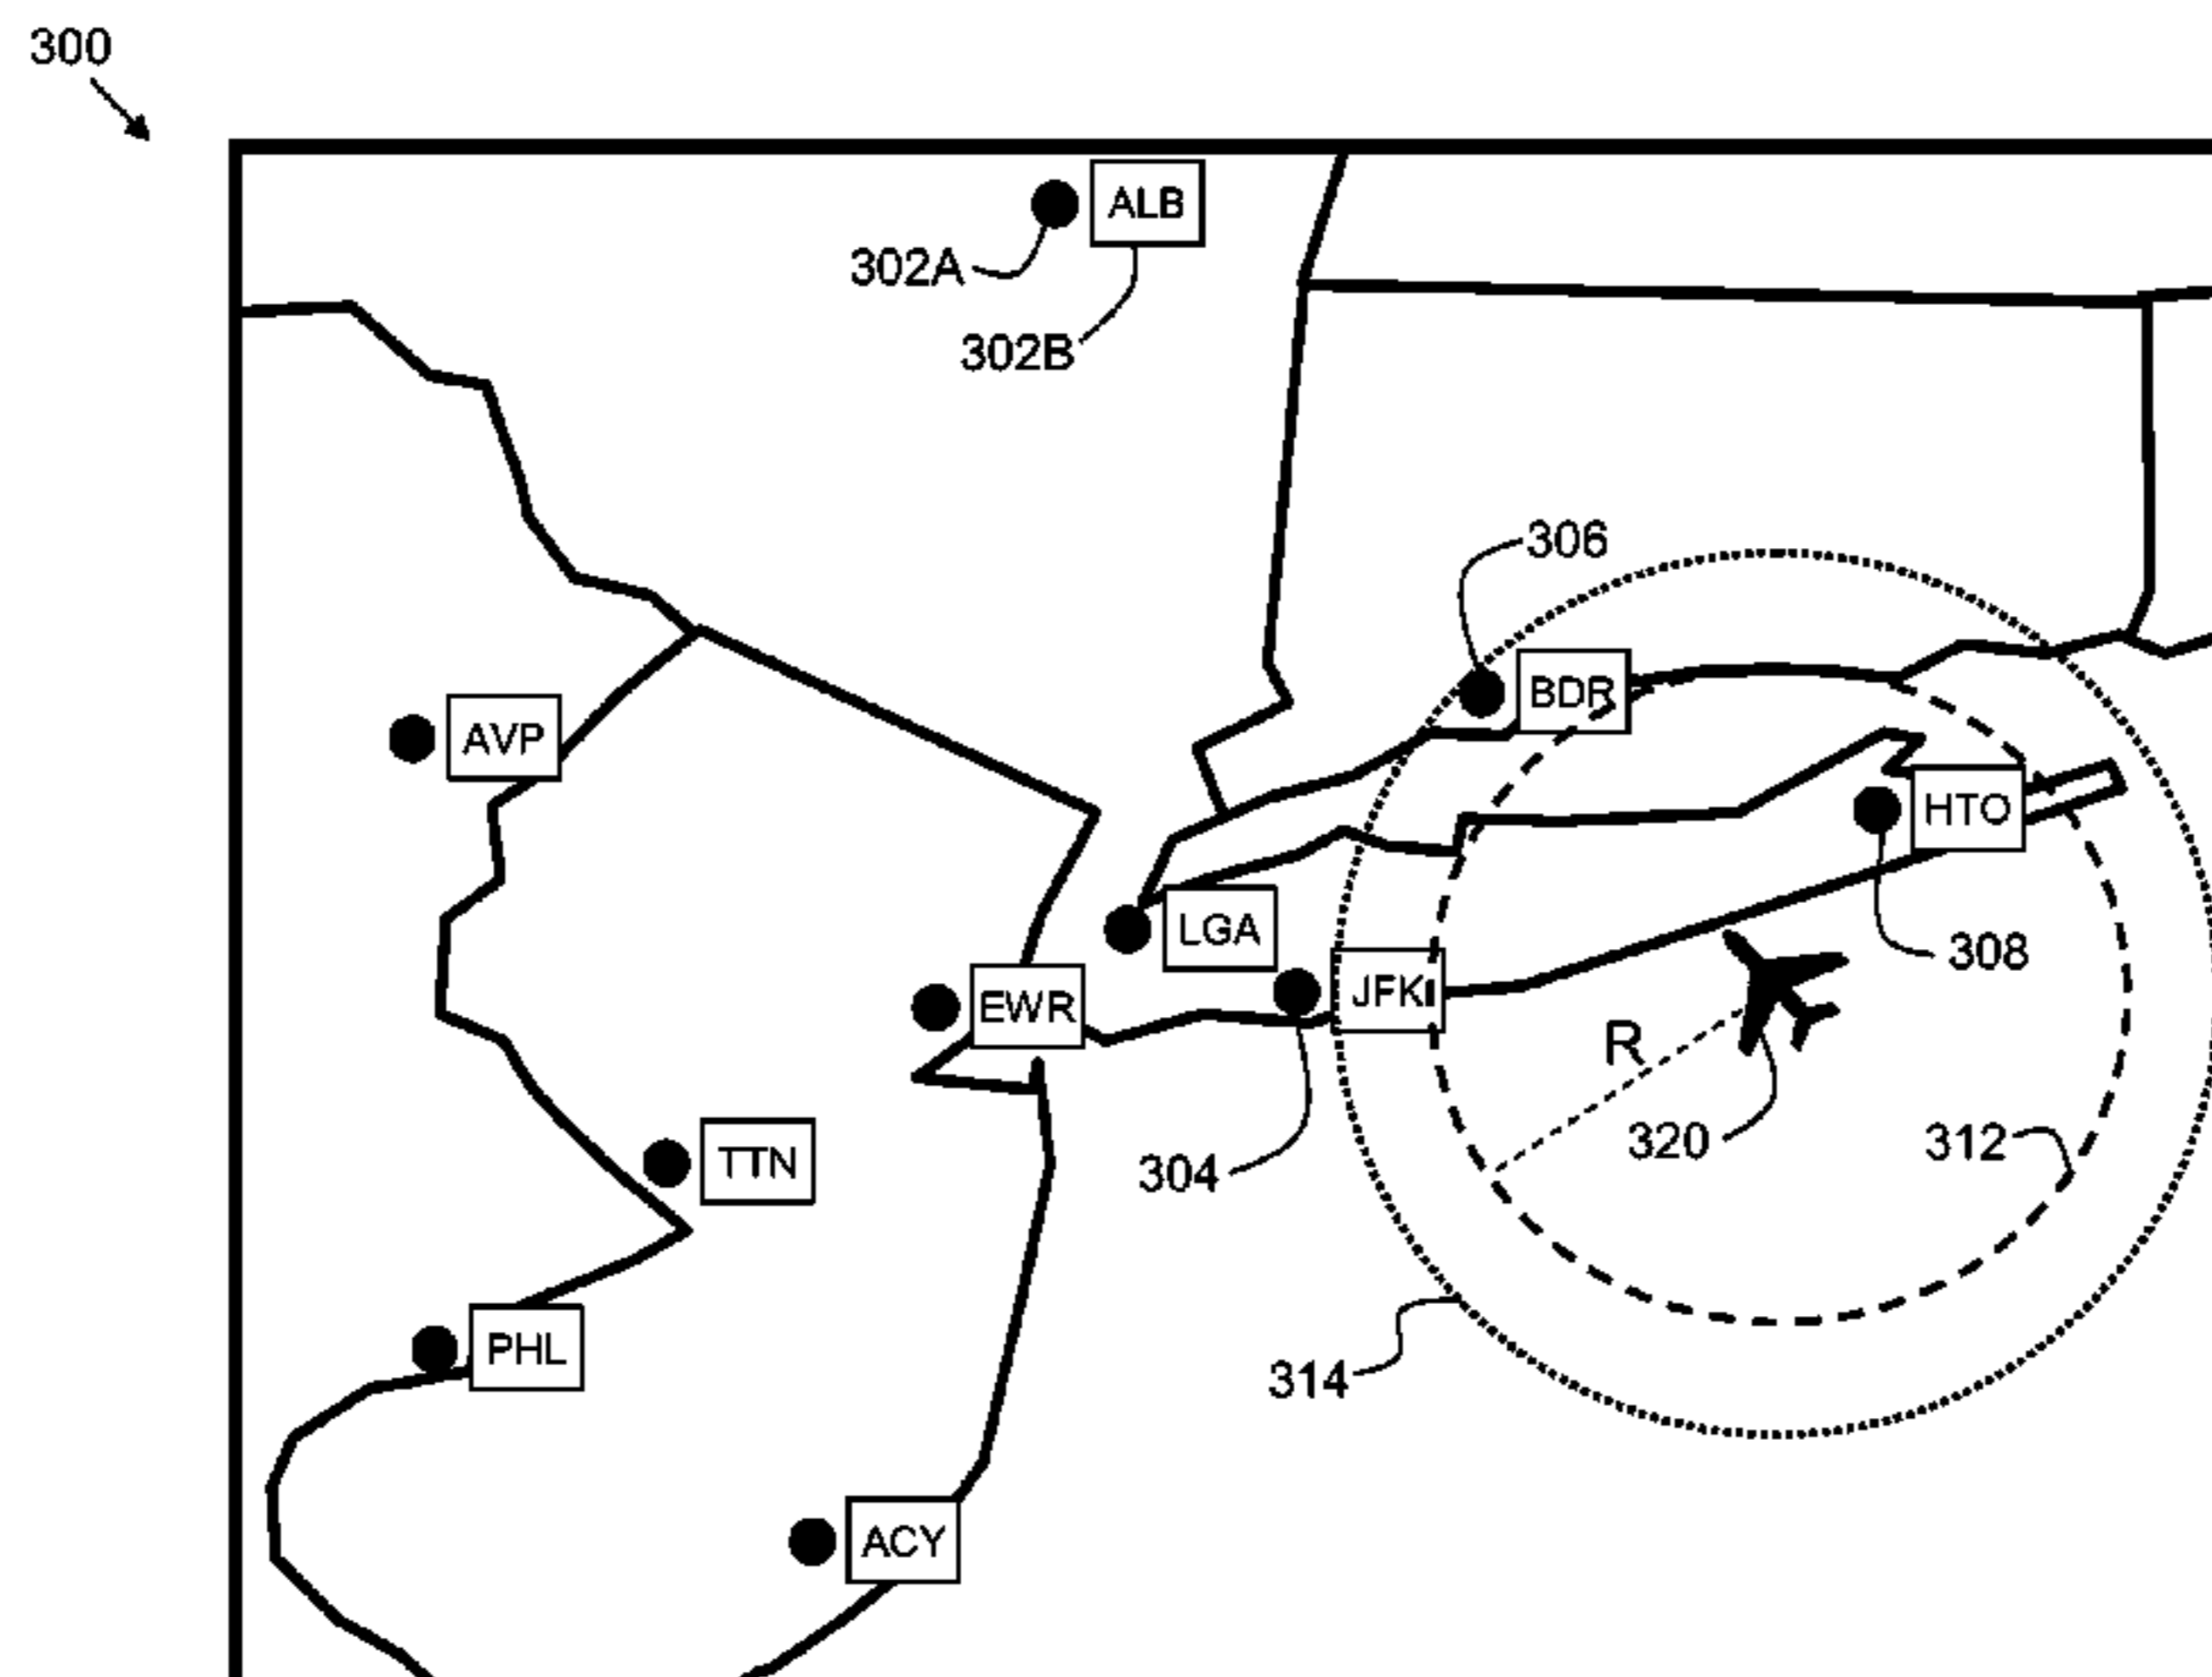 300
ALB
302A
302B
306
BDR
AVP
HTO
LGA
308
JFK
EWR
R
320
312
TTN
304
PHL
314
ACY